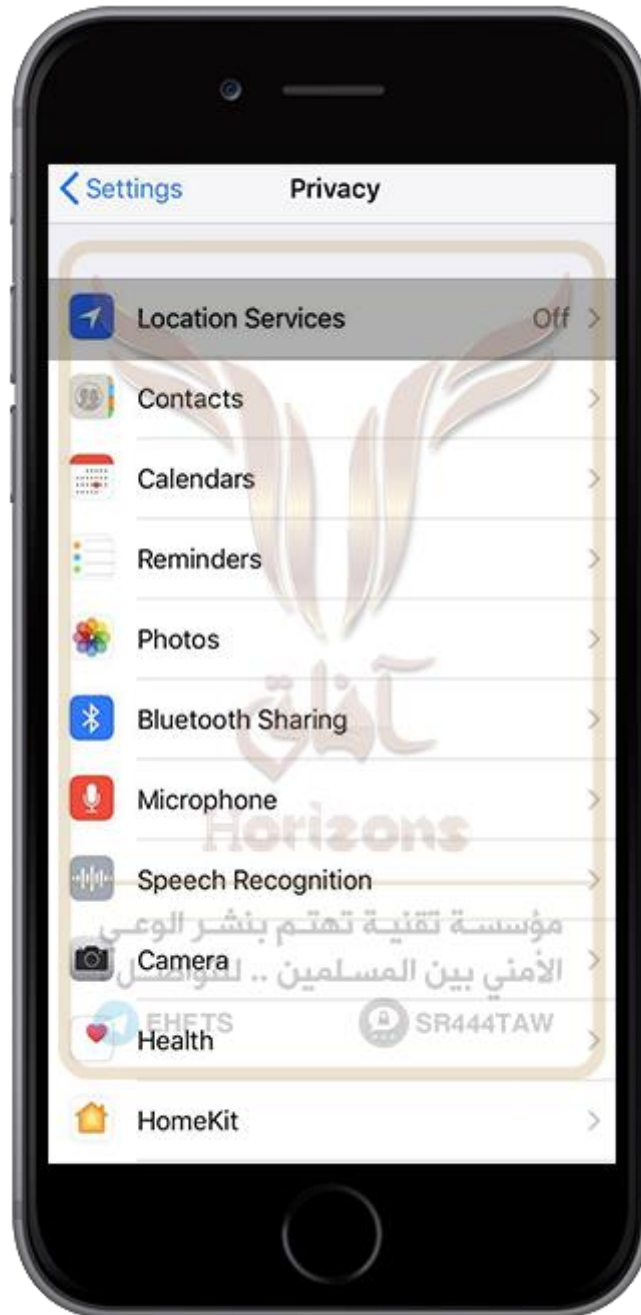 Settings
Privacy
Location Services Off
Contacts
Calendars
Reminders
Photos
Bluetooth Sharing
آفاق
Microphone
Horizons
Speech Recognition
مؤسسة تقنية تهتم بنشر الوعي
Camera
الأمني بين المسلمين .. للتواصل
EHFTS SR444TAW
Health
HomeKit